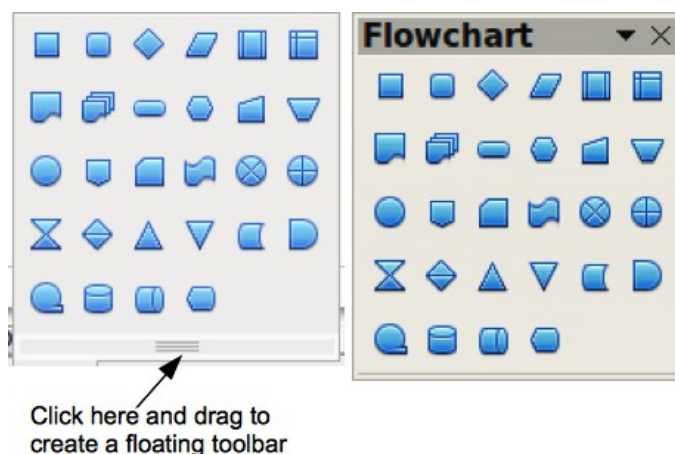 Flowchart
Click here and drag to
create a floating toolbar